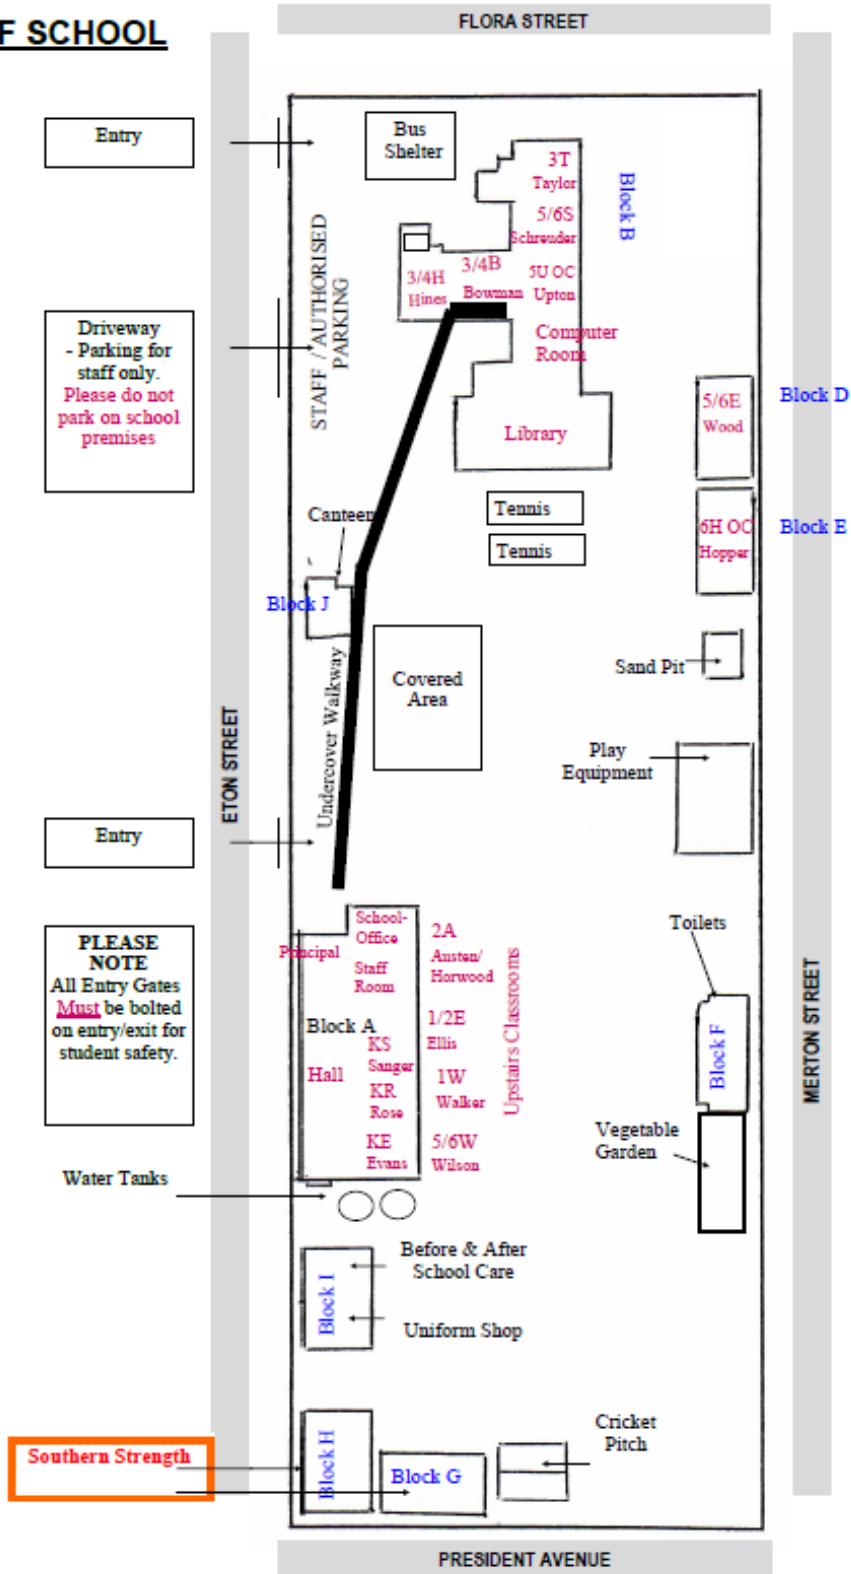 F SCHOOL
FLORA STREET
Entry
Bus
Shelter
3T
Taylor
Block B
5/6S
Schreuder
3/4H
Hines
3/4B
Bowman
5U OC
Upton
STAFF / AUTHORISED
PARKING
Driveway
- Parking for
staff only.
Please do not
park on school
premises
Computer
Room
Library
5/6E
Wood
Block D
Tennis
Tennis
6H OC
Hopper
Block E
Canteen
Block J
Undercover Walkway
Covered
Area
Sand Pit
Play
Equipment
ETON STREET
Entry
PLEASE
NOTE
All Entry Gates
Must be bolted
on entry/exit for
student safety.
School-
Office
Principal
Staff
Room
Block A
Hall
KS
Sanger
KR
Rose
KE
Evans
2A
Austen/
Horwood
1/2E
Ellis
1W
Walker
5/6W
Wilson
Upstairs Classrooms
Toilets
Block F
MERTON STREET
Vegetable
Garden
Water Tanks
Before & After
School Care
Block I
Uniform Shop
Southern Strength
Block H
Block G
Cricket
Pitch
PRESIDENT AVENUE